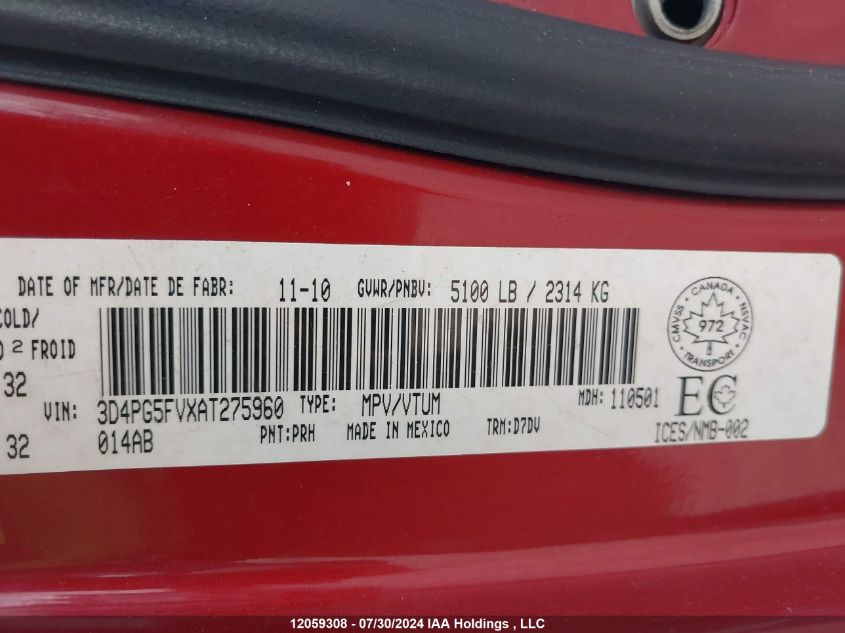 DATE OF MFR/DATE DE FABR: 11-10 GVWR/PNBV: 5100 LB / 2314 KG
COLD/
2 FROID
32
VIN: 3D4PG5FVXAT275960 TYPE: MPV/VTUM MDH: 110501
32 014AB PNT:PRH MADE IN MEXICO TRM:D7DV
CANADA
CMVSS 972 NSVAC
TRANSPORT
EC
ICES/NMB-002
12059308 - 07/30/2024 IAA Holdings , LLC